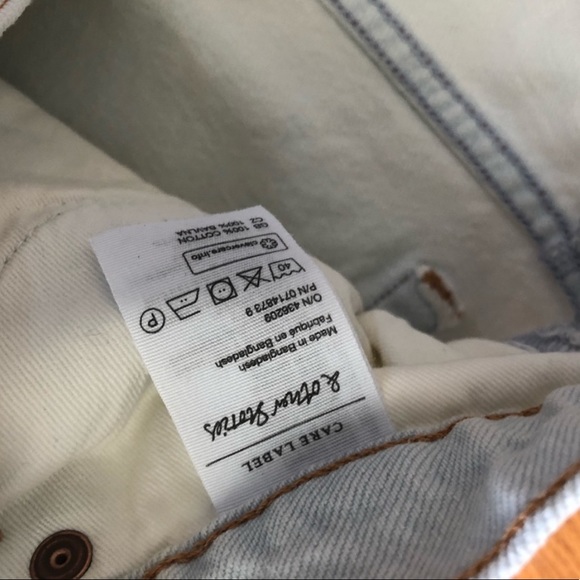 CARE LABEL
& Other Stories
Made in Bangladesh
Fabriqué en Bangladesh
O/N 436209
P/N 0714873 9
40
P
clevercare.info
GB 100% COTTON
CZ 100% BAVLNA